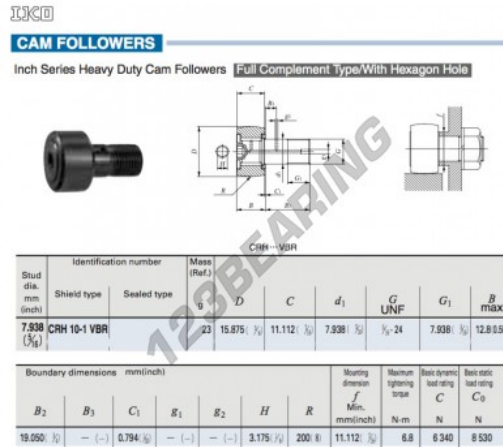 IKO
CAM FOLLOWERS
Inch Series Heavy Duty Cam Followers Full Complement Type/With Hexagon Hole
CRH…VBR
123BEARING
Stud dia. mm (inch)
Identification number
Shield type Sealed type
Mass (Ref.) g
D C d1 G UNF G1 B max
7.938 CRH 10-1 VBR 23 15.875 11.112 7.938 -24 7.938 12.8
Boundary dimensions mm(inch)
Mounting dimension f Min. mm(inch)
Maximum tightening torque N-m
Basic dynamic load rating C N
Basic static load rating C0 N
B2 B3 C1 g1 g2 H R
19.050 – (–) 0.794 – (–) – (–) 3.175 200( 8) 11.112 6.8 6 340 8 030